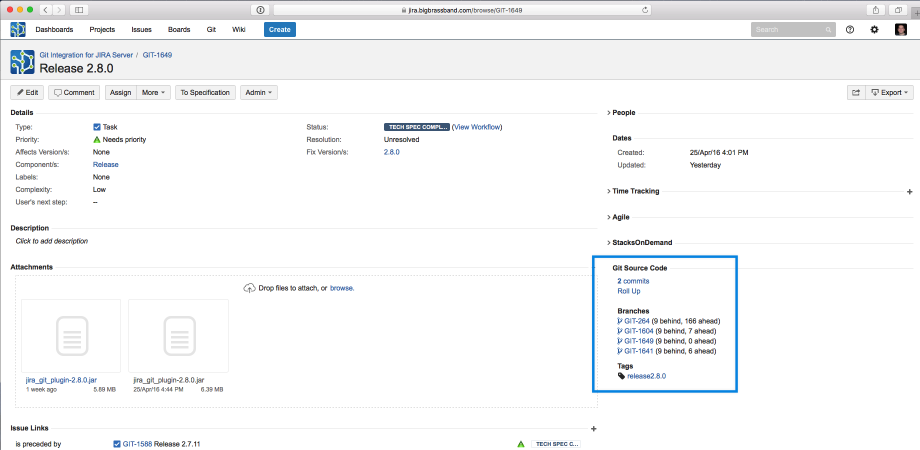 jira.bigbrassband.com/browse/GIT-1649
Dashboards Projects Issues Boards Git Wiki Create Search
Git Integration for JIRA Server / GIT-1649
Release 2.8.0
Edit Comment Assign More To Specification Admin Export
Details
Type: Task
Priority: Needs priority
Affects Version/s: None
Component/s: Release
Labels: None
Complexity: Low
User's next step: --
Status: TECH SPEC COMPL... (View Workflow)
Resolution: Unresolved
Fix Version/s: 2.8.0
Description
Click to add description
Attachments
Drop files to attach, or browse.
jira_git_plugin-2.8.0.jar
1 week ago 5.89 MB
jira_git_plugin-2.8.0.jar
25/Apr/16 4:44 PM 6.39 MB
Issue Links
is preceded by GIT-1588 Release 2.7.11 TECH SPEC C...
People
Dates
Created: 25/Apr/16 4:01 PM
Updated: Yesterday
Time Tracking
Agile
StacksOnDemand
Git Source Code
2 commits
Roll Up
Branches
GIT-264 (9 behind, 166 ahead)
GIT-1604 (9 behind, 7 ahead)
GIT-1649 (9 behind, 0 ahead)
GIT-1641 (9 behind, 6 ahead)
Tags
release2.8.0